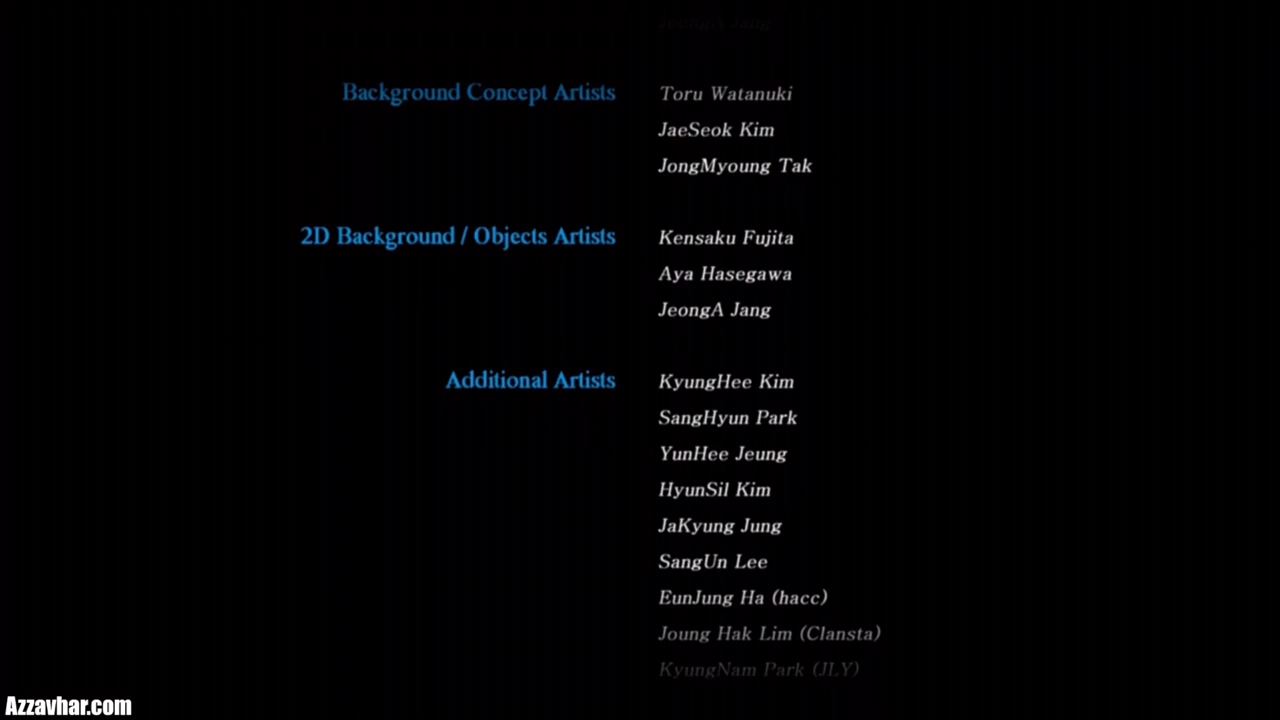 JeongA Jang
Background Concept Artists Toru Watanuki
JaeSeok Kim
JongMyoung Tak
2D Background / Objects Artists Kensaku Fujita
Aya Hasegawa
JeongA Jang
Additional Artists KyungHee Kim
SangHyun Park
YunHee Jeung
HyunSil Kim
JaKyung Jung
SangUn Lee
EunJung Ha (hacc)
Joung Hak Lim (Clansta)
KyungNam Park (JLY)
Azzavhar.com